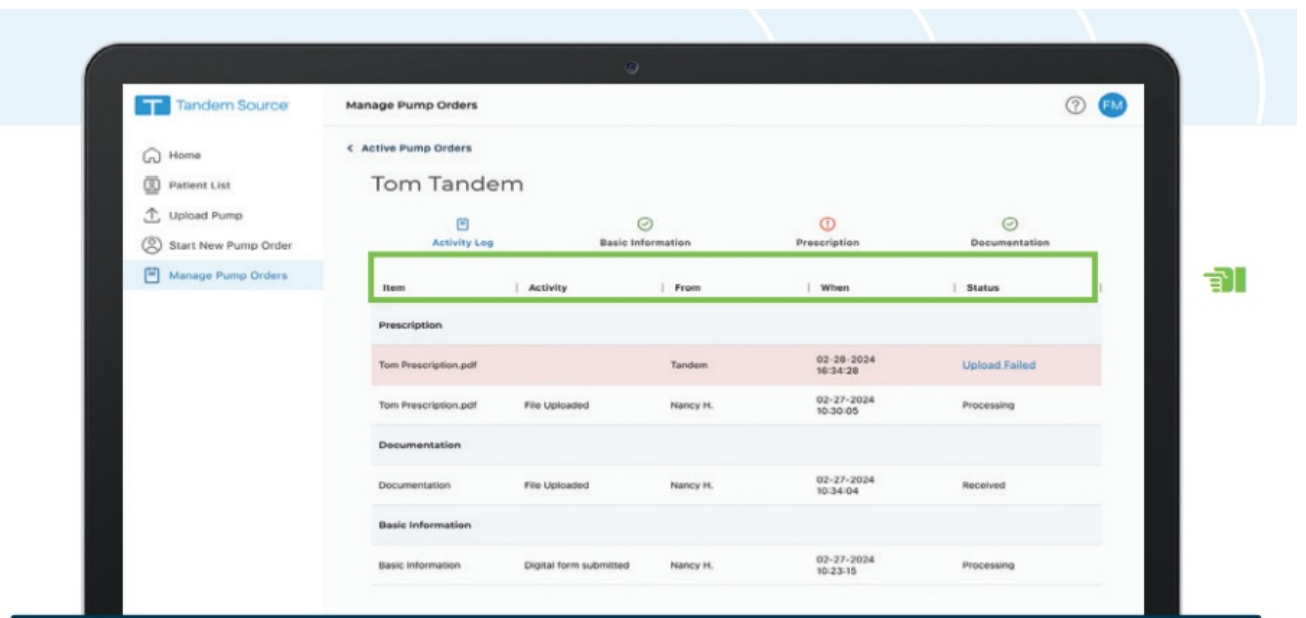 Tandem Source
Manage Pump Orders
FM
Home
Patient List
Upload Pump
Start New Pump Order
Manage Pump Orders
Active Pump Orders
Tom Tandem
Activity Log Basic Information Prescription Documentation
Item Activity From When Status
Prescription
Tom Prescription.pdf Tandem 02-28-2024 Upload Failed
16:34:28
Tom Prescription.pdf File Uploaded Nancy H. 02-27-2024 Processing
10:30:05
Documentation
Documentation File Uploaded Nancy H. 02-27-2024 Received
10:34:04
Basic Information
Basic Information Digital form submitted Nancy H. 02-27-2024 Processing
10:23:15